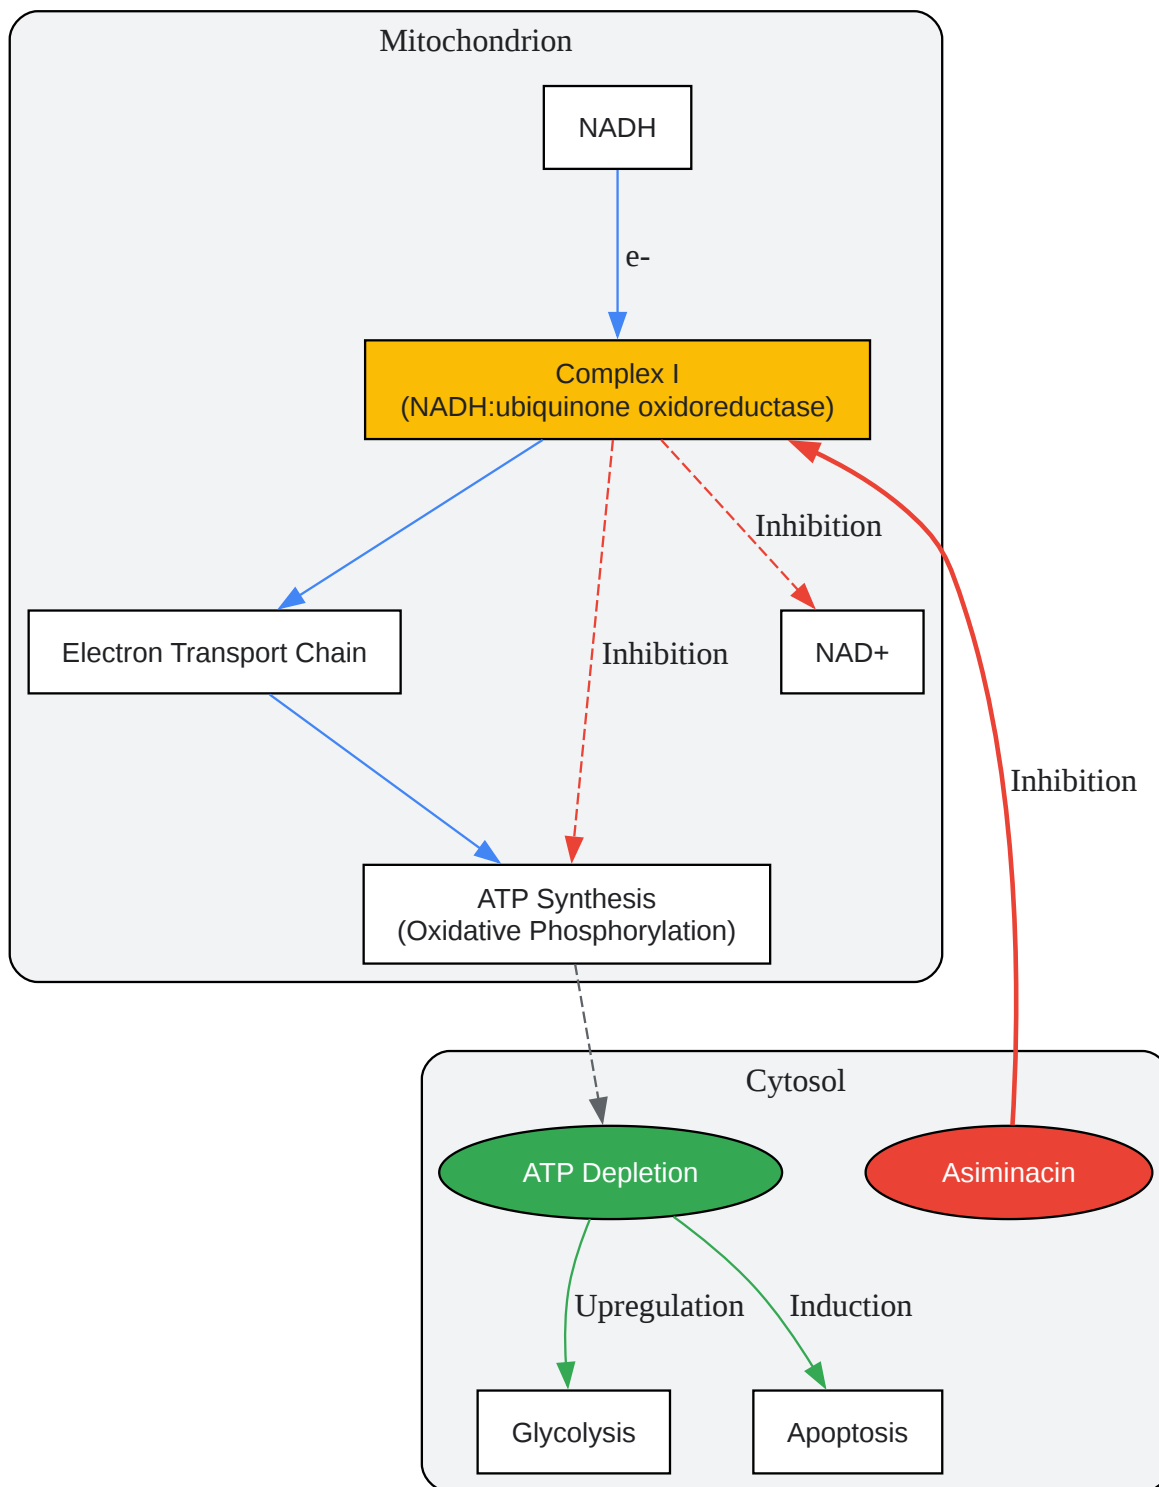 Mitochondrion
NADH
e-
Complex I
(NADH:ubiquinone oxidoreductase)
Inhibition
Electron Transport Chain
Inhibition
NAD+
Inhibition
ATP Synthesis
(Oxidative Phosphorylation)
Cytosol
ATP Depletion
Asiminacin
Upregulation
Induction
Glycolysis
Apoptosis